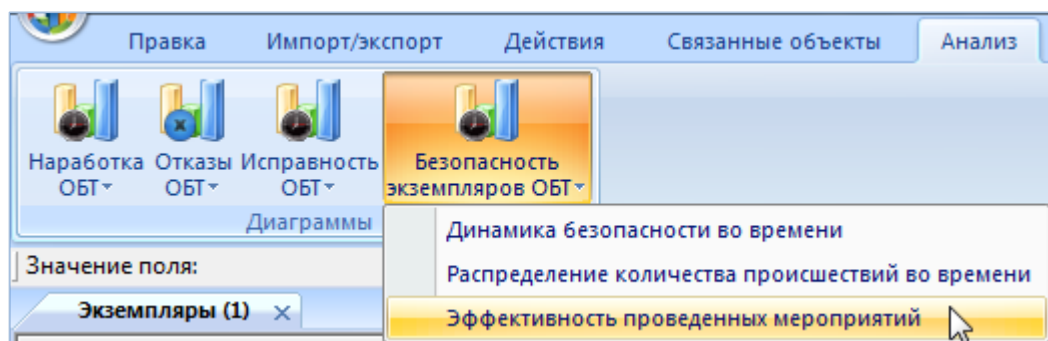 Правка Импорт/экспорт Действия Связанные объекты Анализ
Наработка ОБТ
Отказы ОБТ
Исправность ОБТ
Безопасность экземпляров ОБТ
Диаграммы
Динамика безопасности во времени
Значение поля:
Распределение количества происшествий во времени
Экземпляры (1)
Эффективность проведенных мероприятий